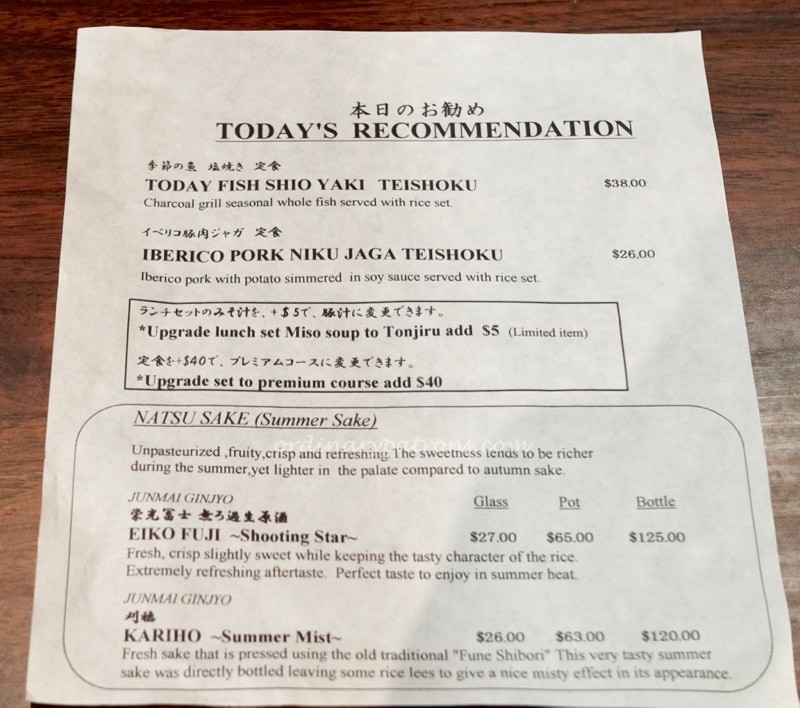 本日のお勧め
TODAY'S RECOMMENDATION
季節の魚 塩焼き 定食
TODAY FISH SHIO YAKI TEISHOKU $38.00
Charcoal grill seasonal whole fish served with rice set.
イベリコ豚肉ジャガ 定食
IBERICO PORK NIKU JAGA TEISHOKU $26.00
Iberico pork with potato simmered in soy sauce served with rice set.
ランチセットのみそ汁を、+$5で、豚汁に変更できます。
*Upgrade lunch set Miso soup to Tonjiru add $5 (Limited item)
定食を+$40で、プレミアムコースに変更できます。
*Upgrade set to premium course add $40
NATSU SAKE (Summer Sake)
ordinarypatrons.com
Unpasteurized ,fruity,crisp and refreshing.The sweetness tends to be richer
during the summer,yet lighter in the palate compared to autumn sake.
JUNMAI GINJYO Glass Pot Bottle
栄光冨士 無ろ過生原酒
EIKO FUJI ~Shooting Star~ $27.00 $65.00 $125.00
Fresh, crisp slightly sweet while keeping the tasty character of the rice.
Extremely refreshing aftertaste. Perfect taste to enjoy in summer heat.
JUNMAI GINJYO
刈穂
KARIHO ~Summer Mist~ $26.00 $63.00 $120.00
Fresh sake that is pressed using the old traditional "Fune Shibori" This very tasty summer
sake was directly bottled leaving some rice lees to give a nice misty effect in its appearance.